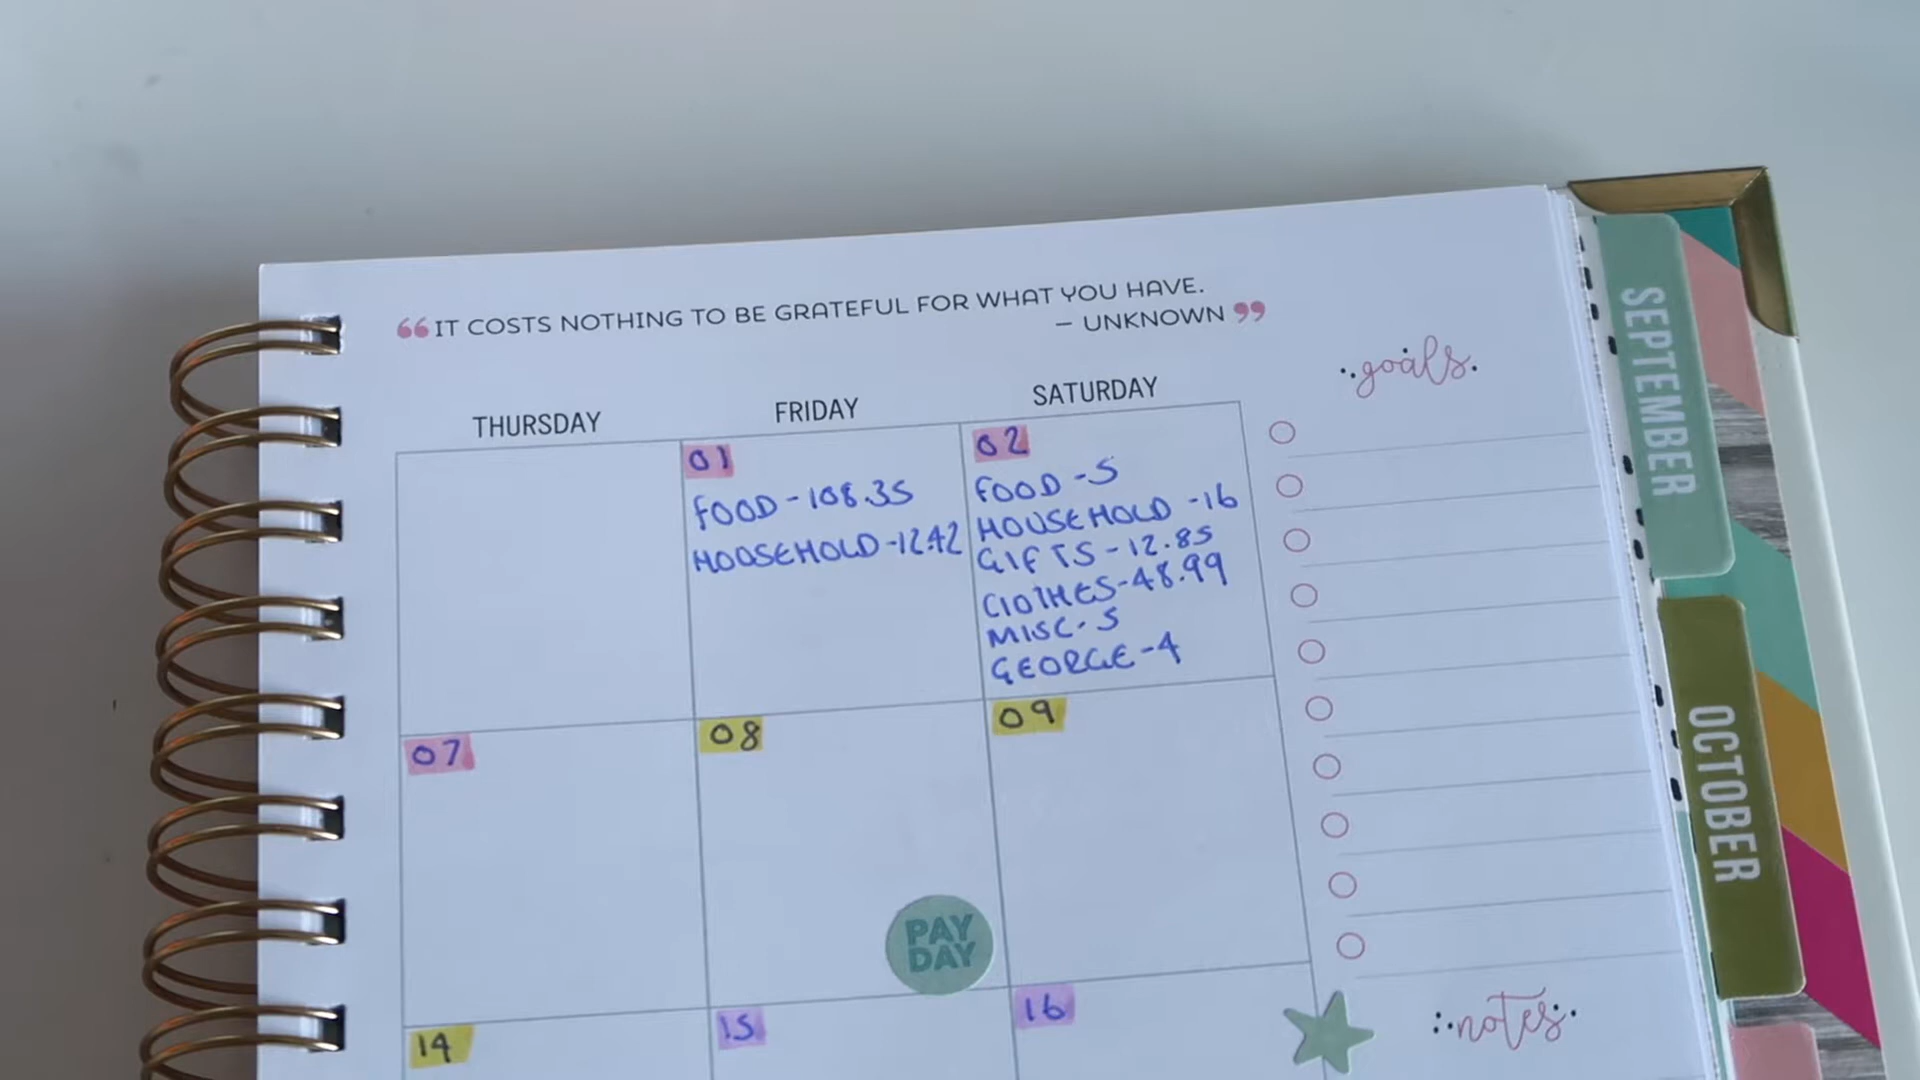 “IT COSTS NOTHING TO BE GRATEFUL FOR WHAT YOU HAVE.
– UNKNOWN ”
goals
THURSDAY
FRIDAY
SATURDAY
01
FOOD - 108.35
HOUSEHOLD - 12.42
02
FOOD - 5
HOUSEHOLD - 16
GIFTS - 12.85
CLOTHES - 48.99
MISC - 5
GEORGE - 4
07
08
PAY
DAY
09
14
15
16
notes
SEPTEMBER
OCTOBER